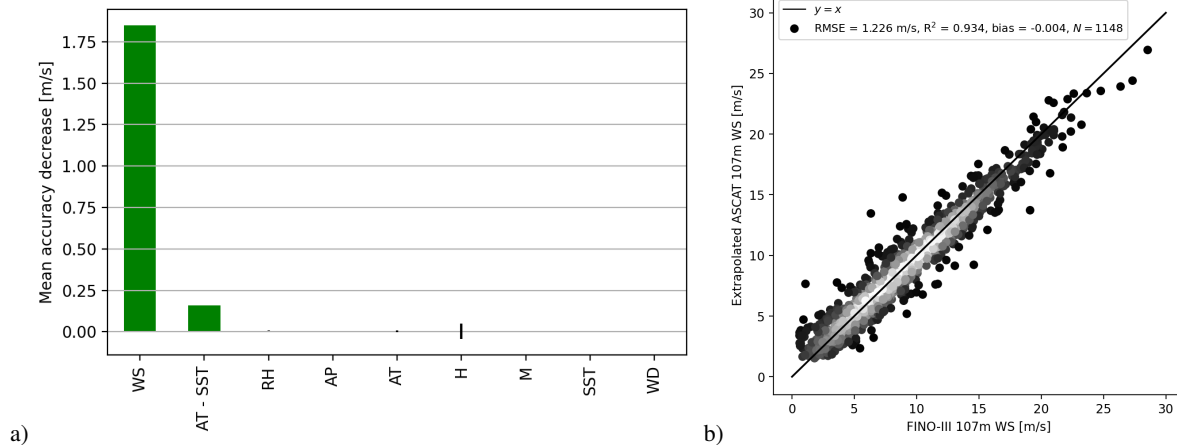 Mean accuracy decrease [m/s]
1.75
1.50
1.25
1.00
0.75
0.50
0.25
0.00
WS
AT - SST
RH
AP
AT
H
M
SST
WD
a)
y = x
RMSE = 1.226 m/s, R² = 0.934, bias = -0.004, N = 1148
Extrapolated ASCAT 107m WS [m/s]
30
25
20
15
10
5
0
0 5 10 15 20 25 30
FINO-III 107m WS [m/s]
b)